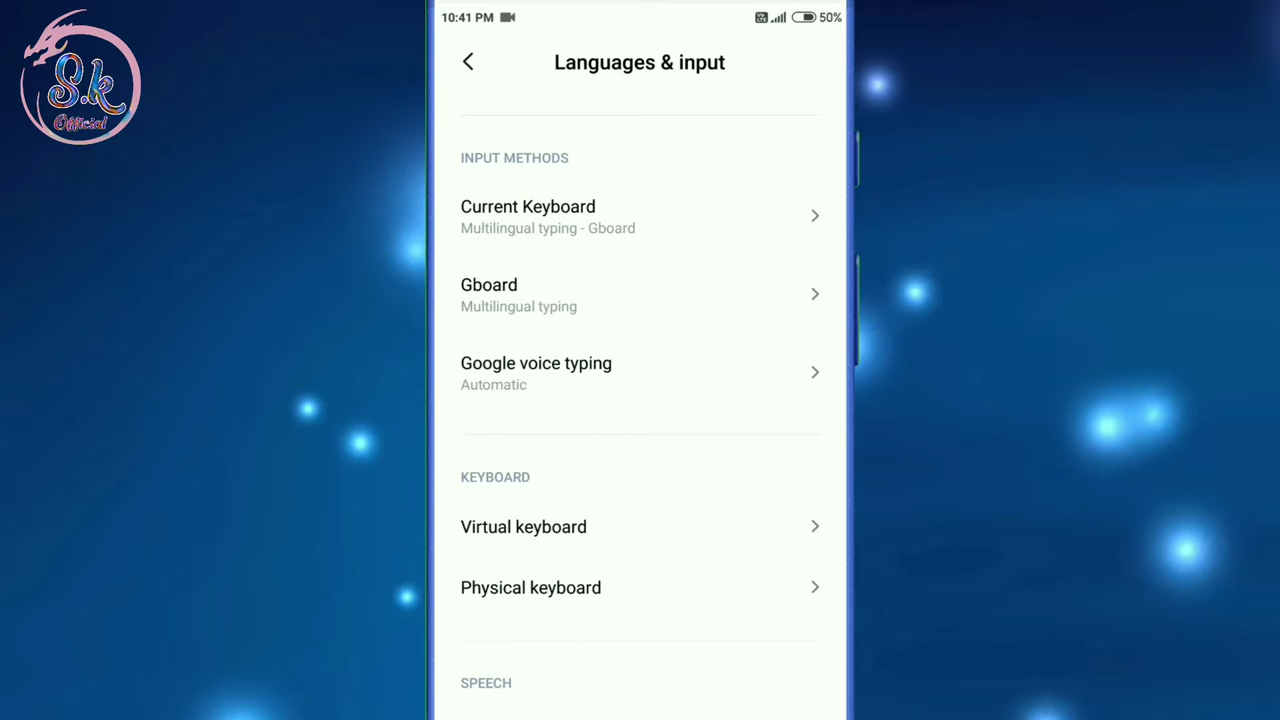 S.k
Official
10:41 PM
50%
Languages & input
INPUT METHODS
Current Keyboard
Multilingual typing - Gboard
Gboard
Multilingual typing
Google voice typing
Automatic
KEYBOARD
Virtual keyboard
Physical keyboard
SPEECH